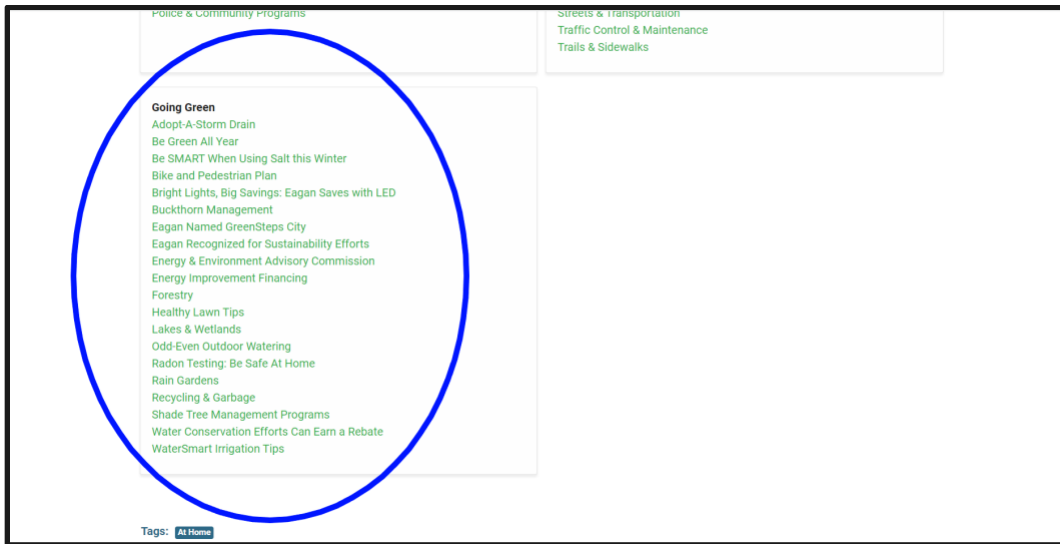 Police & Community Programs
Streets & Transportation
Traffic Control & Maintenance
Trails & Sidewalks
Going Green
Adopt-A-Storm Drain
Be Green All Year
Be SMART When Using Salt this Winter
Bike and Pedestrian Plan
Bright Lights, Big Savings: Eagan Saves with LED
Buckthorn Management
Eagan Named GreenSteps City
Eagan Recognized for Sustainability Efforts
Energy & Environment Advisory Commission
Energy Improvement Financing
Forestry
Healthy Lawn Tips
Lakes & Wetlands
Odd-Even Outdoor Watering
Radon Testing: Be Safe At Home
Rain Gardens
Recycling & Garbage
Shade Tree Management Programs
Water Conservation Efforts Can Earn a Rebate
WaterSmart Irrigation Tips
Tags: At Home